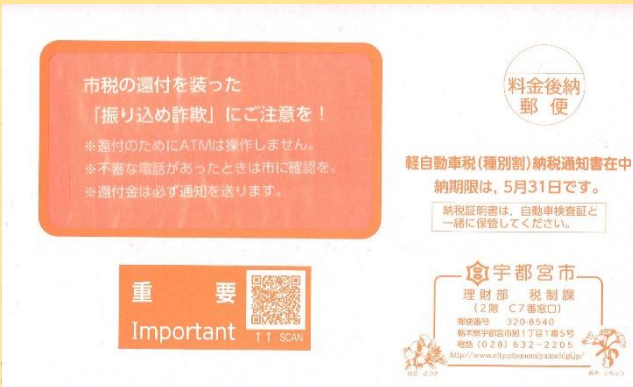 市税の還付を装った
「振り込め詐欺」にご注意を！
※還付のためにATMは操作しません。
※不審な電話があったときは市に確認を。
※還付金は必ず通知を送ります。
料金後納
郵便
軽自動車税(種別割)納税通知書在中
納期限は，5月31日です。
納税証明書は，自動車検査証と
一緒に保管してください。
重要
Important
↑↑ SCAN
宇都宮市
理財部 税制課
(2階 C7番窓口)
郵便番号 320-8540
栃木県宇都宮市旭1丁目1番5号
電話 (028) 632-2205